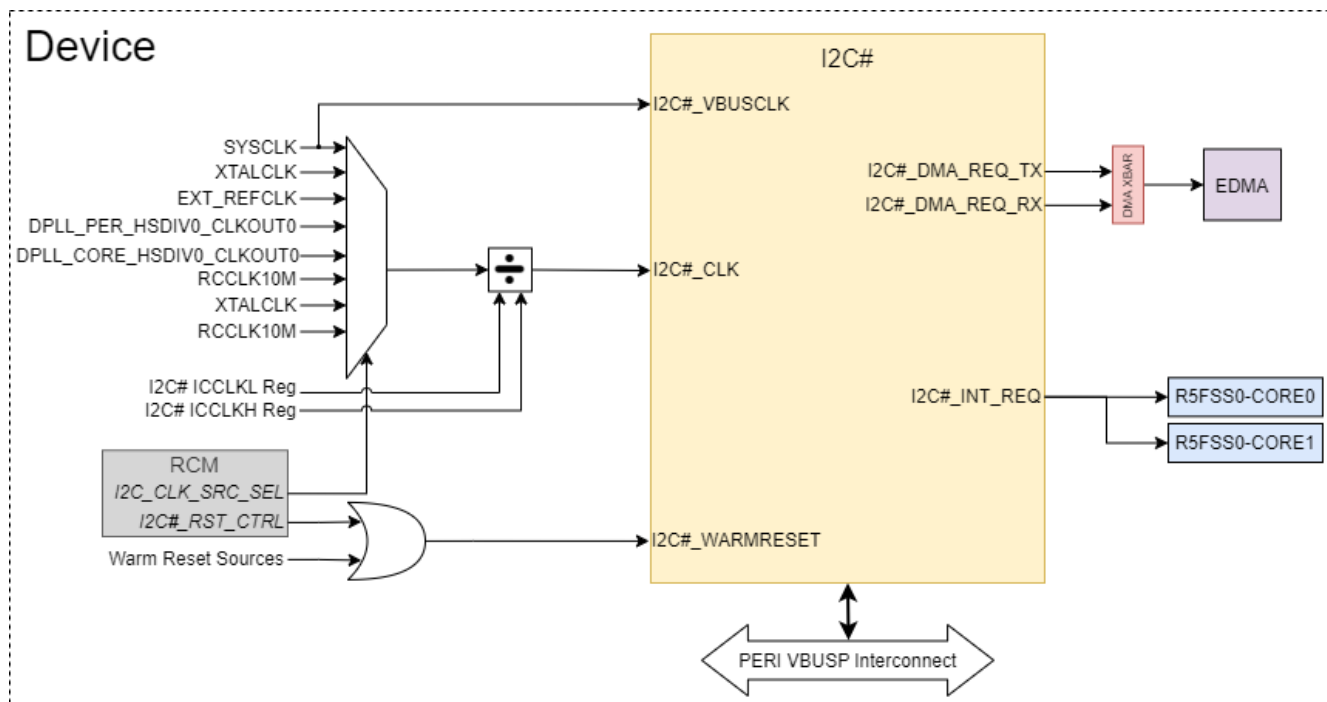 Device
I2C#
I2C#_VBUSCLK
SYSCLK
XTALCLK
EXT_REFCLK
DPLL_PER_HSDIV0_CLKOUT0
DPLL_CORE_HSDIV0_CLKOUT0
RCCLK10M
XTALCLK
RCCLK10M
I2C#_DMA_REQ_TX
I2C#_DMA_REQ_RX
DMA XBAR
EDMA
I2C#_CLK
I2C# ICCLKL Reg
I2C# ICCLKH Reg
I2C#_INT_REQ
R5FSS0-CORE0
R5FSS0-CORE1
RCM
I2C_CLK_SRC_SEL
I2C#_RST_CTRL
Warm Reset Sources
I2C#_WARMRESET
PERI VBUSP Interconnect